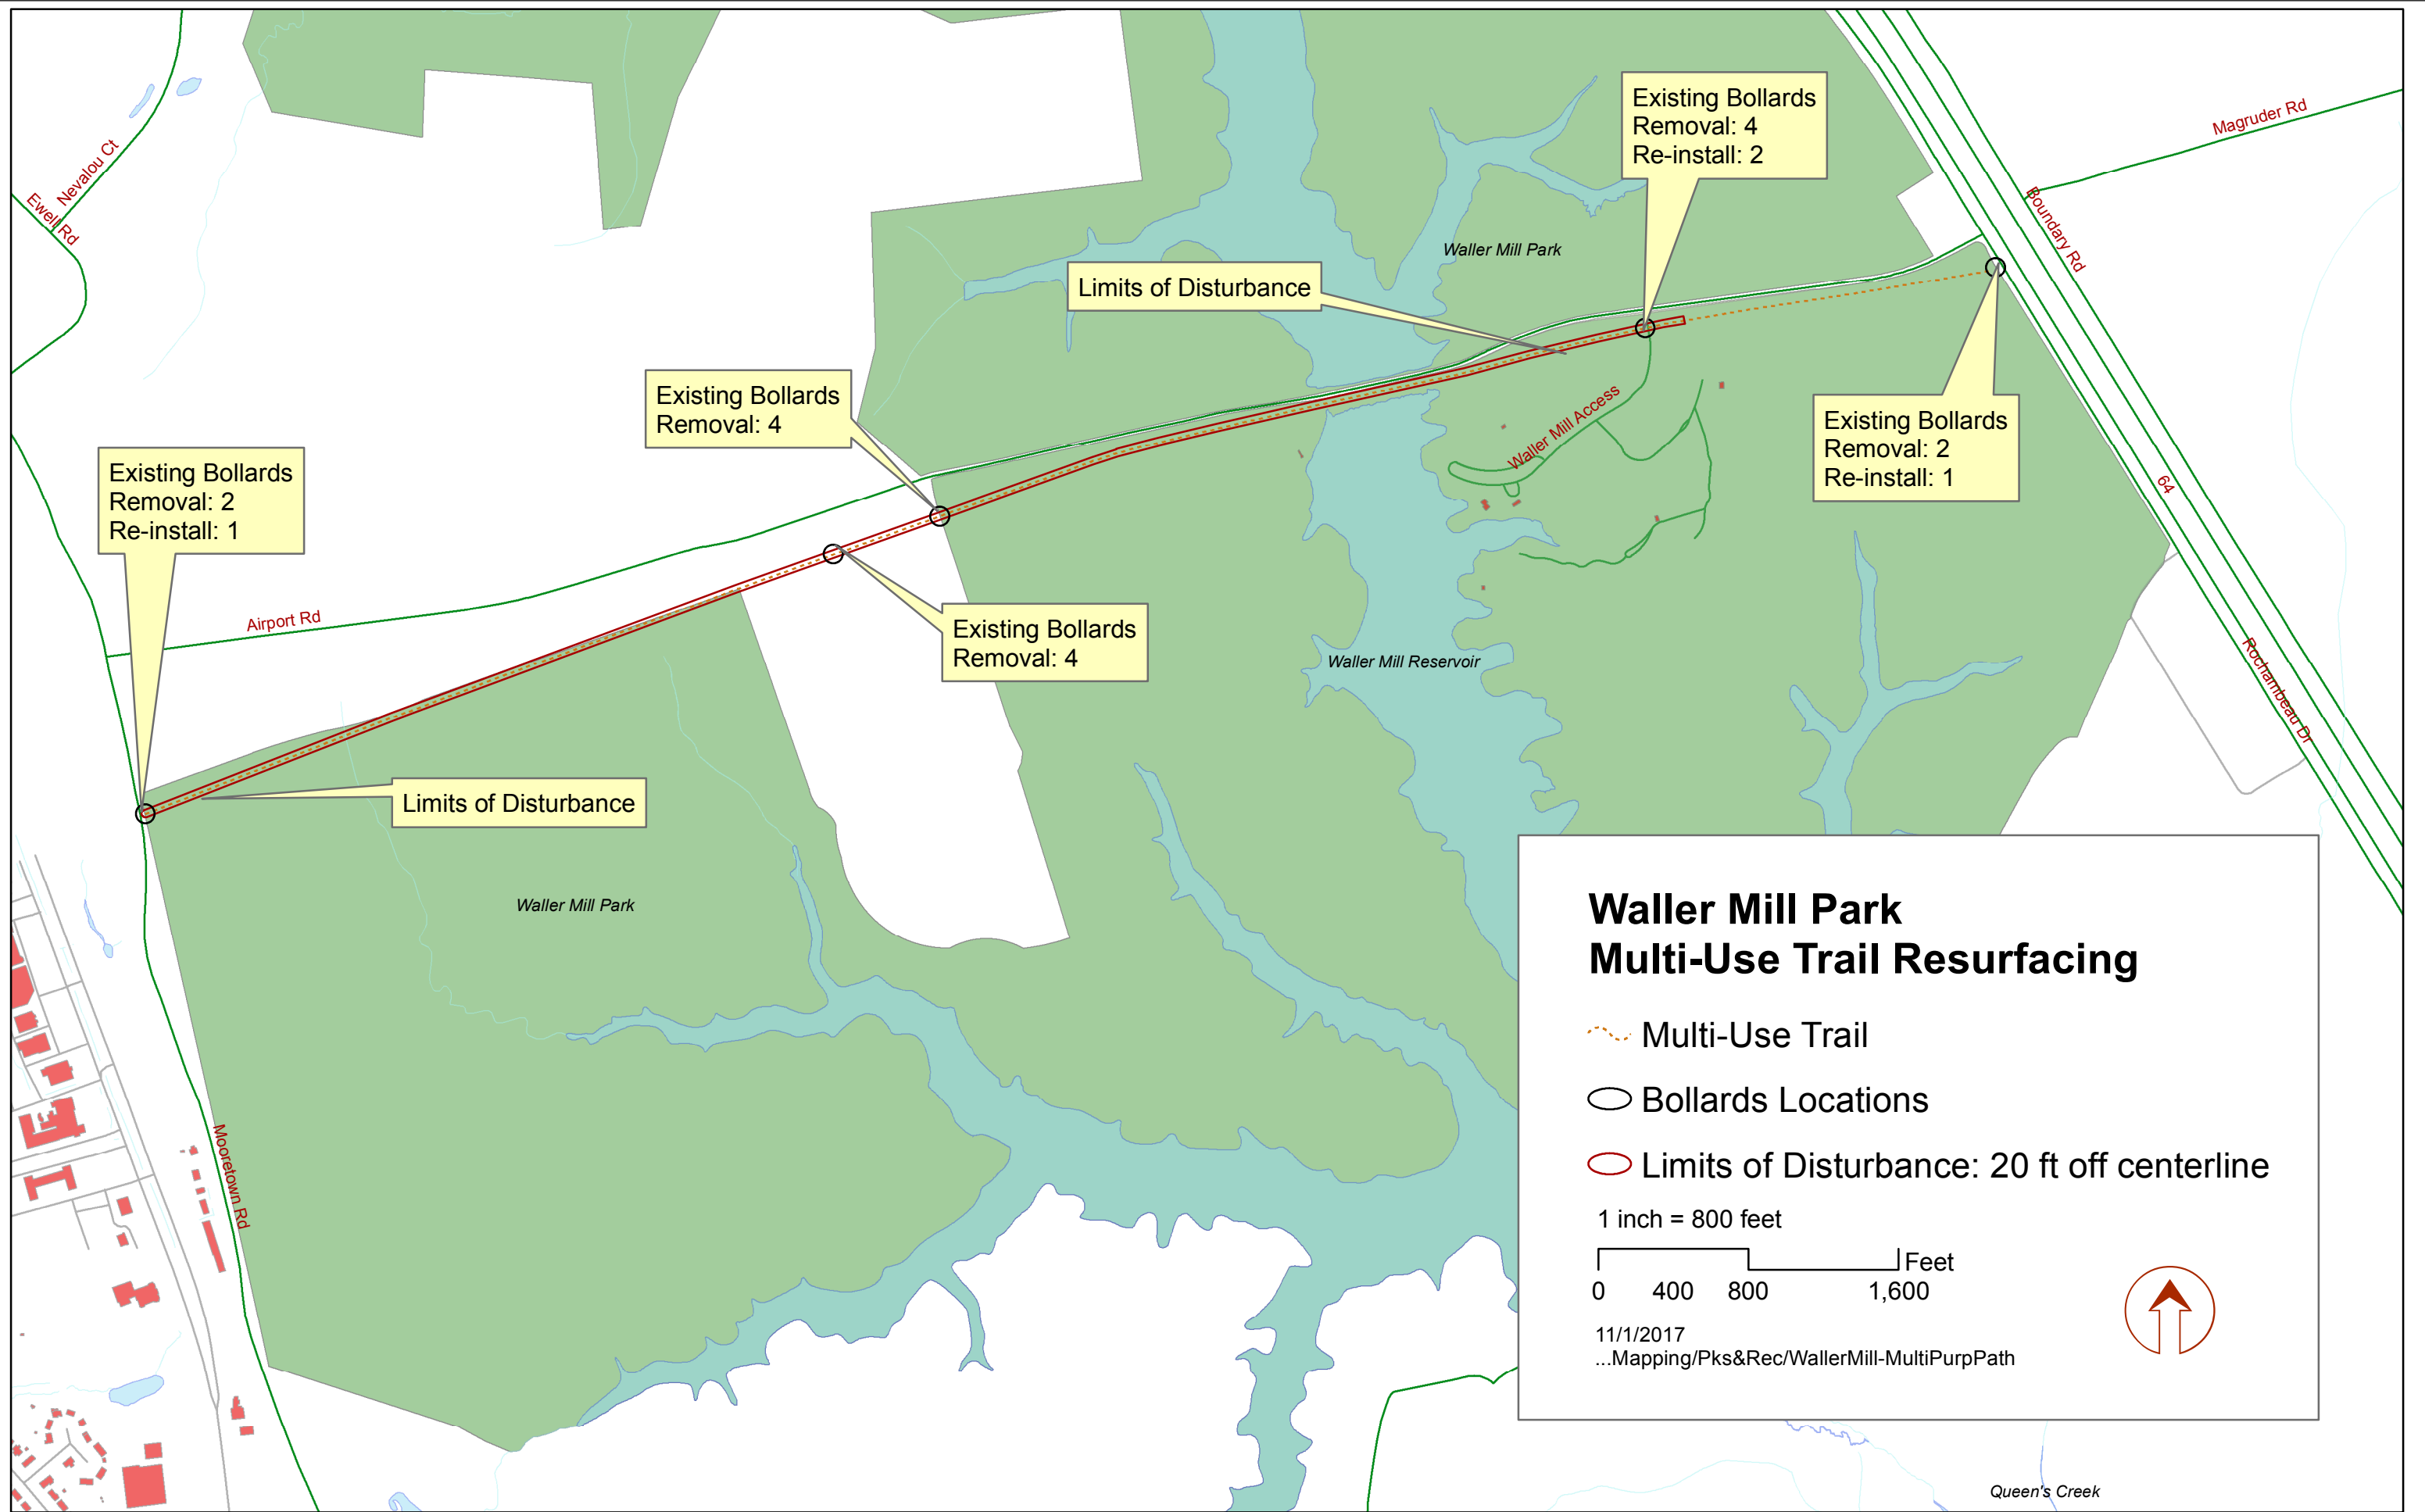 Nevalou Ct
Ewell Rd
Magruder Rd
Boundary Rd
Existing Bollards
Removal: 4
Re-install: 2
Waller Mill Park
Limits of Disturbance
Existing Bollards
Removal: 4
Waller Mill Access
Existing Bollards
Removal: 2
Re-install: 1
Existing Bollards
Removal: 2
Re-install: 1
64
Airport Rd
Existing Bollards
Removal: 4
Waller Mill Reservoir
Rochambeau Dr
Limits of Disturbance
Waller Mill Park
Mooretown Rd
Waller Mill Park
Multi-Use Trail Resurfacing
Multi-Use Trail
Bollards Locations
Limits of Disturbance: 20 ft off centerline
1 inch = 800 feet
Feet
0 400 800 1,600
11/1/2017
...Mapping/Pks&Rec/WallerMill-MultiPurpPath
Queen's Creek